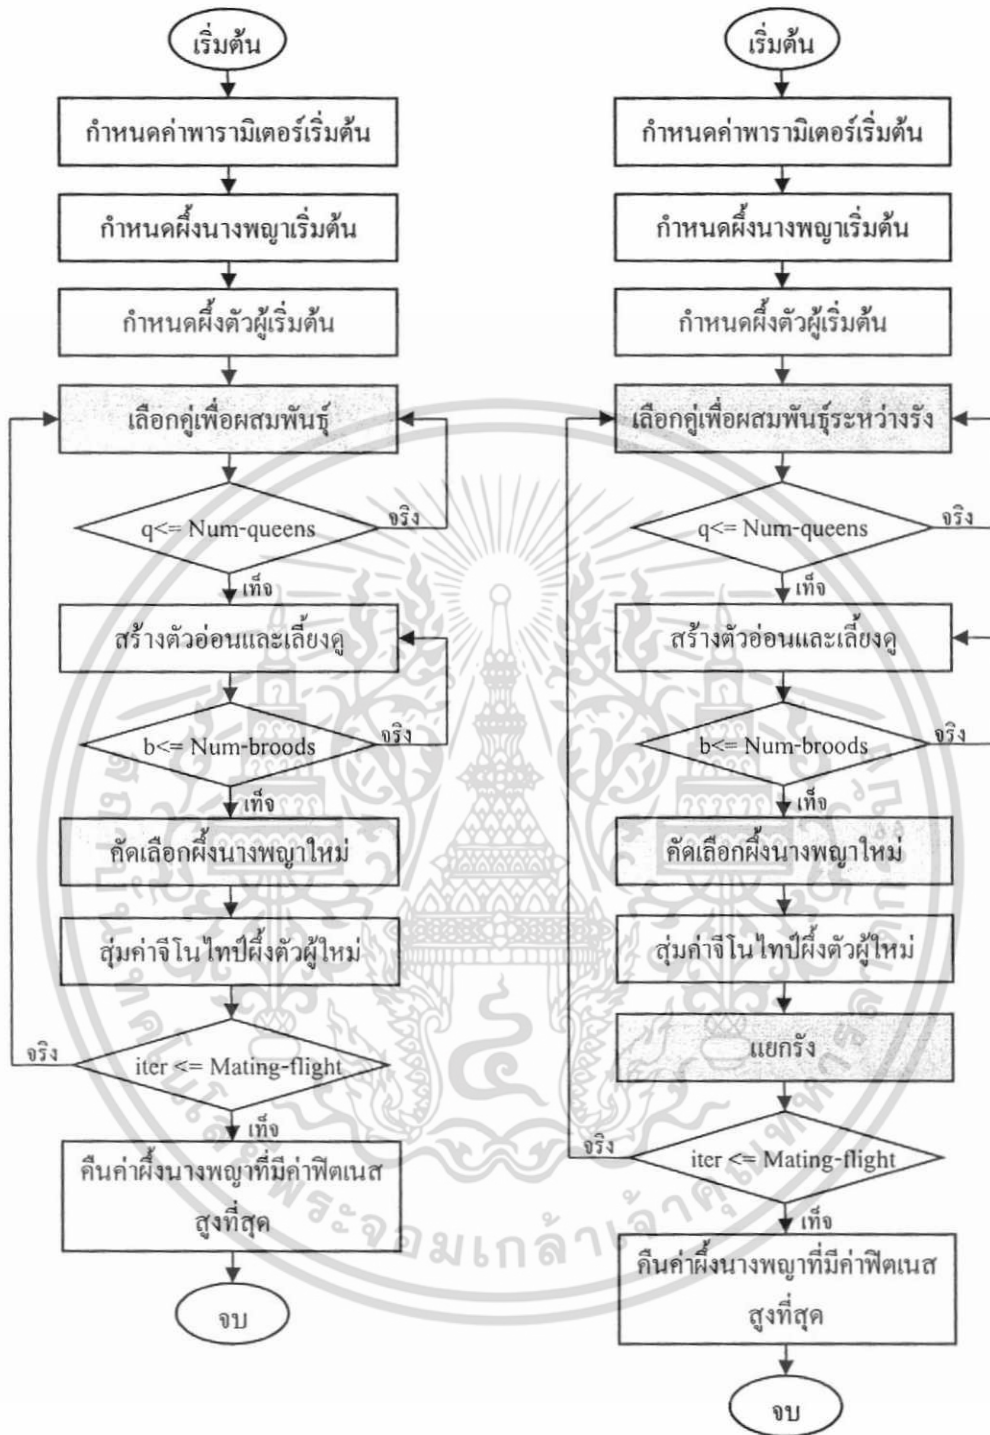 เริ่มต้น
กำหนดค่าพารามิเตอร์เริ่มต้น
กำหนดผึ้งนางพญาเริ่มต้น
กำหนดผึ้งตัวผู้เริ่มต้น
เลือกคู่เพื่อผสมพันธุ์
q<= Num-queens
จริง
เท็จ
สร้างตัวอ่อนและเลี้ยงดู
b<= Num-broods
จริง
เท็จ
คัดเลือกผึ้งนางพญาใหม่
สุ่มค่าจีโนไทป์ผึ้งตัวผู้ใหม่
จริง
iter <= Mating-flight
เท็จ
คืนค่าผึ้งนางพญาที่มีค่าฟิตเนส
สูงที่สุด
จบ
เริ่มต้น
กำหนดค่าพารามิเตอร์เริ่มต้น
กำหนดผึ้งนางพญาเริ่มต้น
กำหนดผึ้งตัวผู้เริ่มต้น
เลือกคู่เพื่อผสมพันธุ์ระหว่างรัง
q<= Num-queens
จริง
เท็จ
สร้างตัวอ่อนและเลี้ยงดู
b<= Num-broods
จริง
เท็จ
คัดเลือกผึ้งนางพญาใหม่
สุ่มค่าจีโนไทป์ผึ้งตัวผู้ใหม่
แยกรัง
จริง
iter <= Mating-flight
เท็จ
คืนค่าผึ้งนางพญาที่มีค่าฟิตเนส
สูงที่สุด
จบ
พระจอมเกล้าเจ้าคุณทหาร